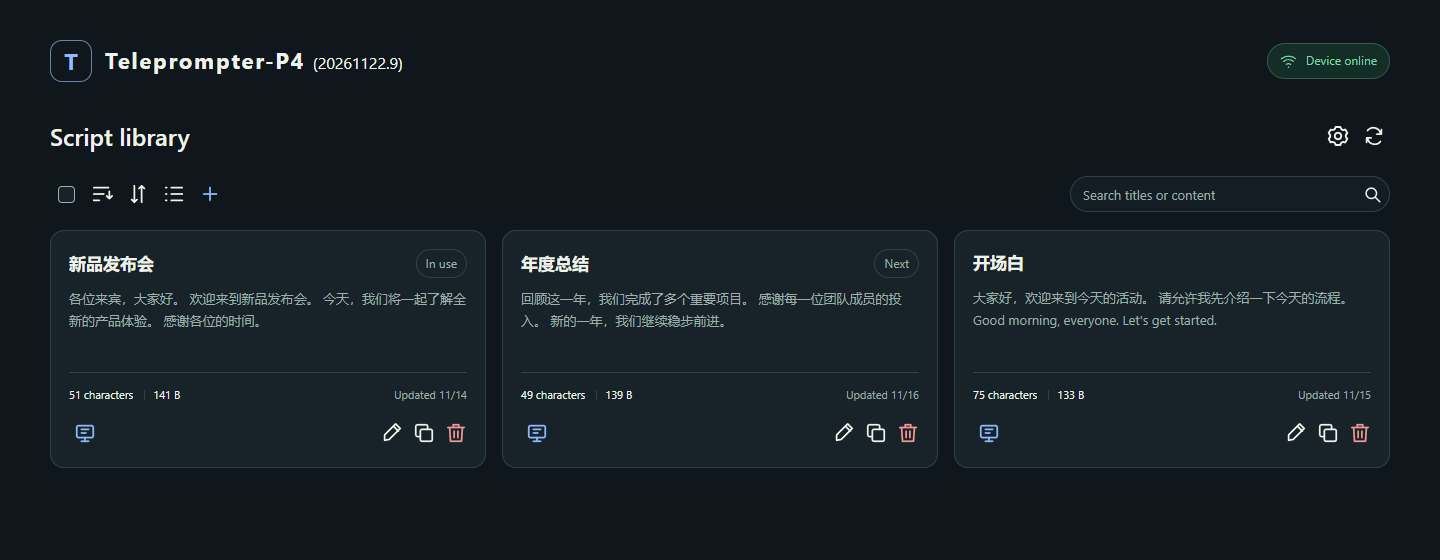 T
Teleprompter-P4 (20261122.9)
Device online
Script library
Search titles or content
新品发布会
In use
各位来宾，大家好。 欢迎来到新品发布会。 今天，我们将一起了解全
新的产品体验。 感谢各位的时间。
51 characters
141 B
Updated 11/14
年度总结
Next
回顾这一年，我们完成了多个重要项目。 感谢每一位团队成员的投
入。 新的一年，我们继续稳步前进。
49 characters
139 B
Updated 11/16
开场白
大家好，欢迎来到今天的活动。 请允许我先介绍一下今天的流程。
Good morning, everyone. Let's get started.
75 characters
133 B
Updated 11/15